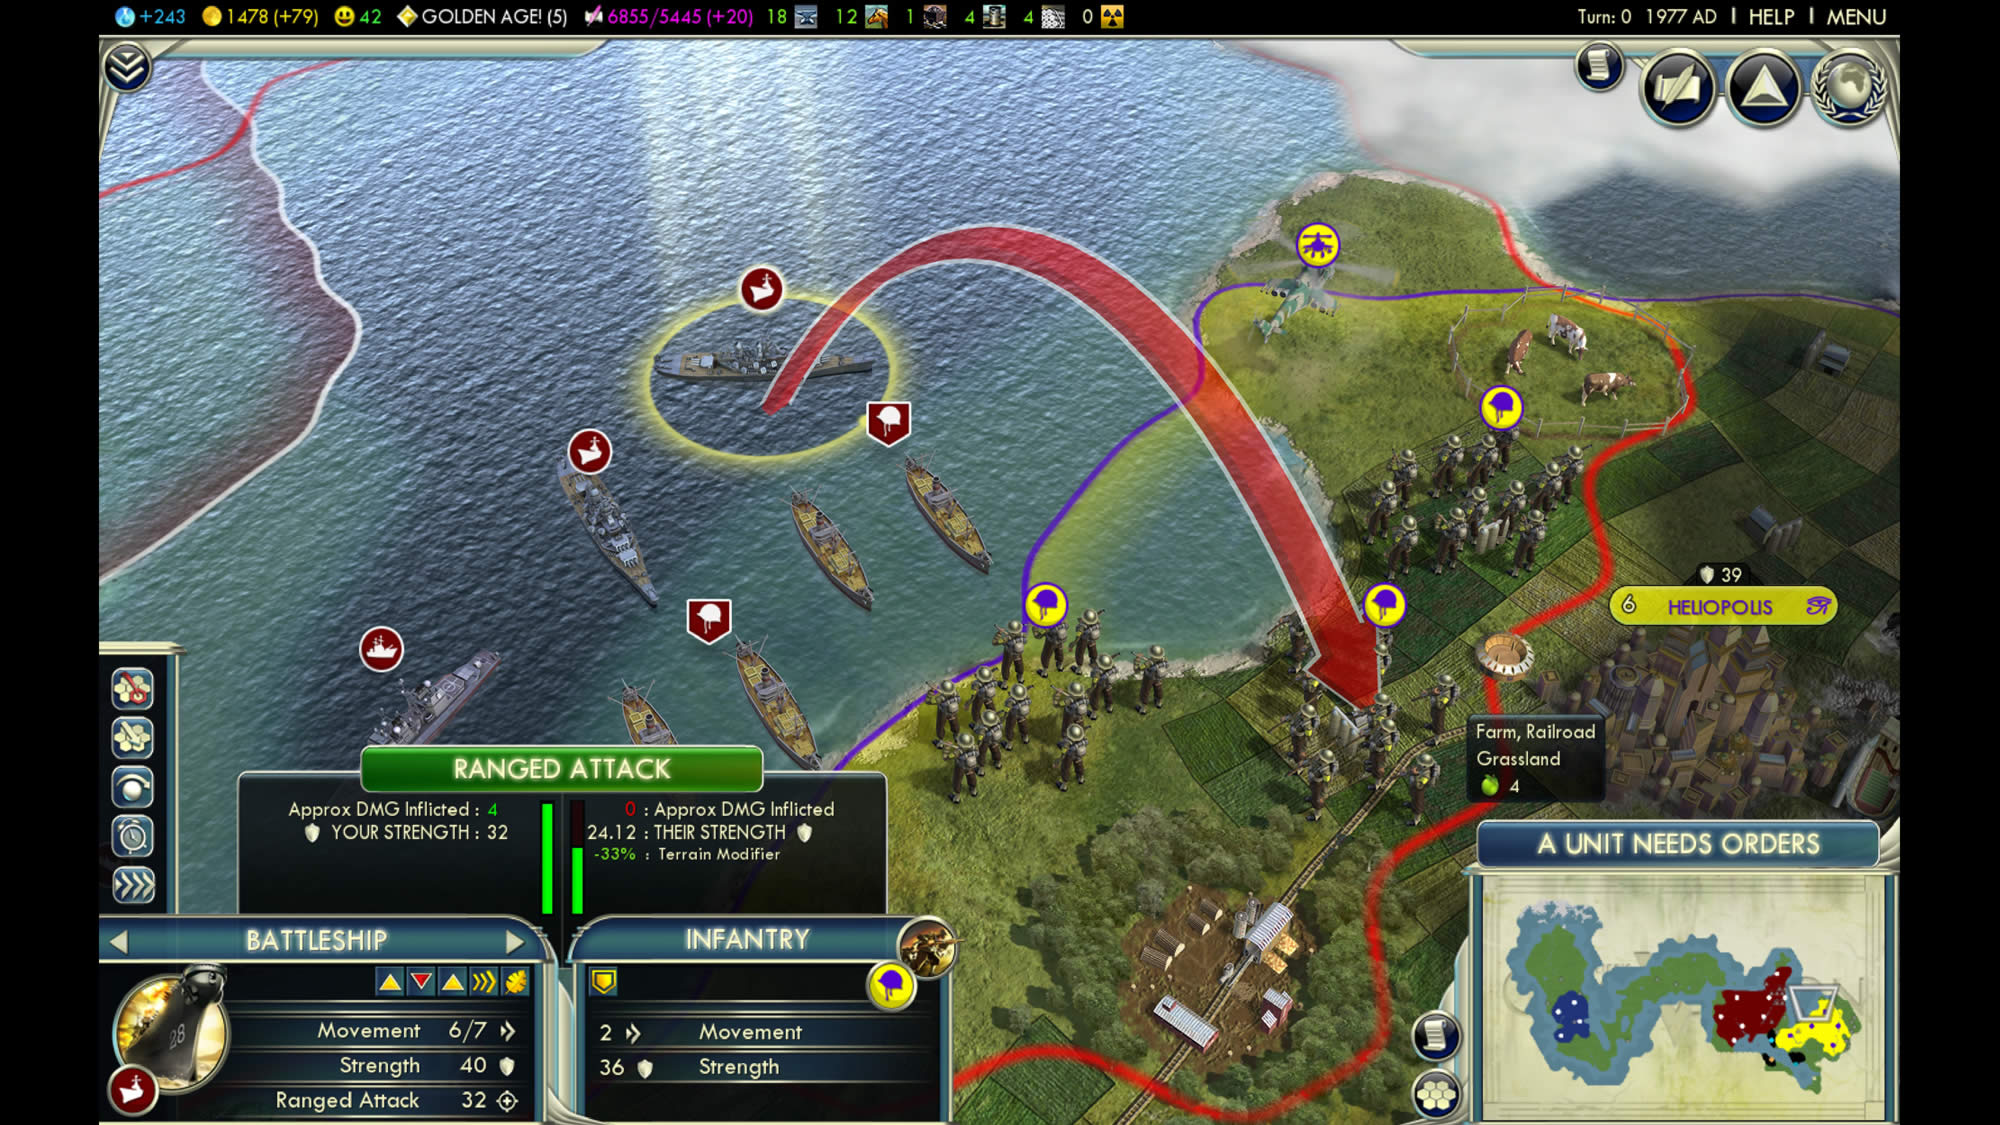 +243 1478 (+79) 42 GOLDEN AGE! (5) 6855/5445 (+20) 18 12 1 4 4 0
Turn: 0 1977 AD | HELP | MENU
39
6 HELIOPOLIS
Farm, Railroad
Grassland
4
RANGED ATTACK
Approx DMG Inflicted : 4
YOUR STRENGTH : 32
0 : Approx DMG Inflicted
24.12 : THEIR STRENGTH
-33% : Terrain Modifier
A UNIT NEEDS ORDERS
BATTLESHIP
28
Movement 6/7
Strength 40
Ranged Attack 32
INFANTRY
2 Movement
36 Strength